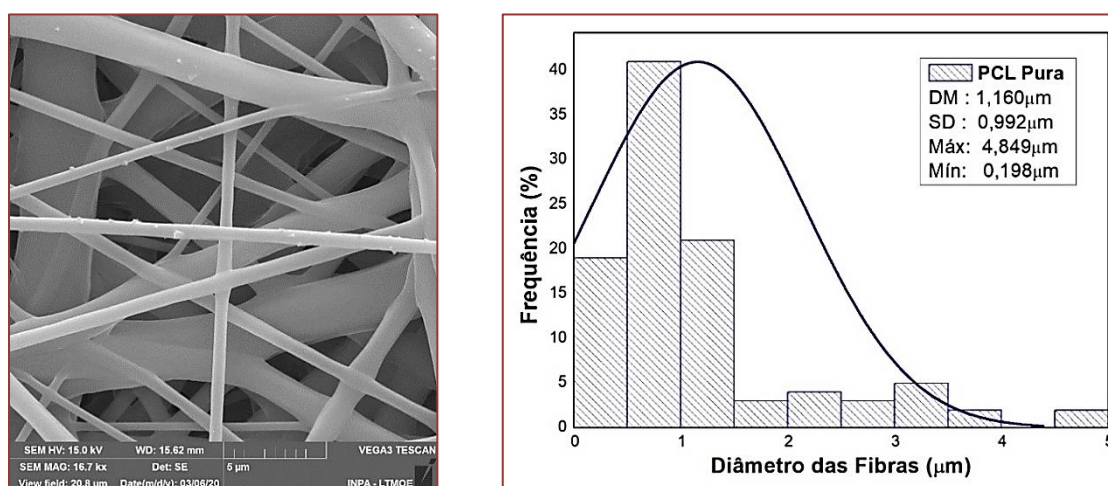 SEM HV: 15.0 kV WD: 15.62 mm VEGA3 TESCAN
SEM MAG: 16.7 kx Det: SE 5 µm
View field: 20.8 µm Date(m/d/y): 03/06/20 INPA - LTMOE
Frequência (%)
40
30
20
10
5
0
PCL Pura
DM : 1,160µm
SD : 0,992µm
Máx: 4,849µm
Mín: 0,198µm
0 1 2 3 4 5
Diâmetro das Fibras (µm)